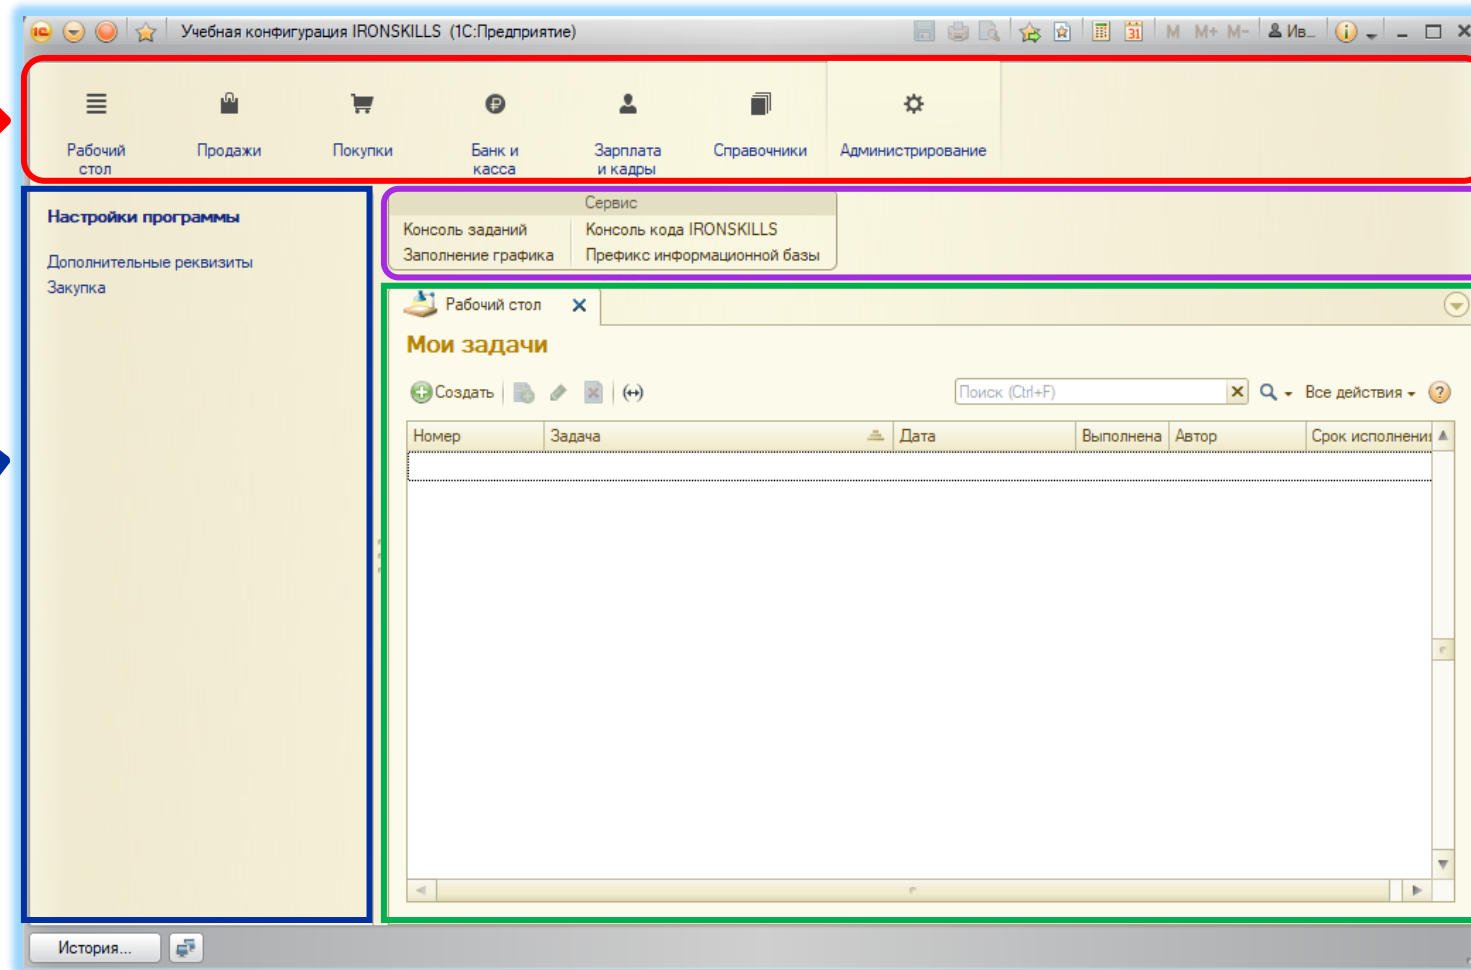 1С Учебная конфигурация IRONSKILLS (1С:Предприятие) 31 M M+ M- Ив... i
Рабочий стол
Продажи
Покупки
Банк и касса
Зарплата и кадры
Справочники
Администрирование
Настройки программы
Дополнительные реквизиты
Закупка
Сервис
Консоль заданий Консоль кода IRONSKILLS
Заполнение графика Префикс информационной базы
Рабочий стол
Мои задачи
Создать Поиск (Ctrl+F) Все действия ?
Номер Задача Дата Выполнена Автор Срок исполнени
История...